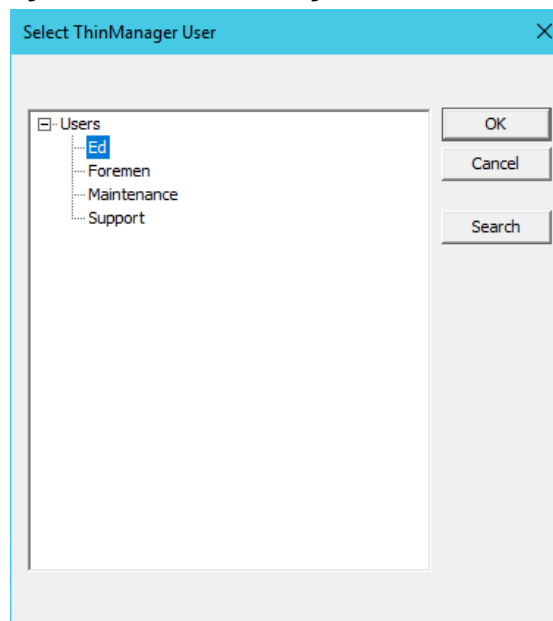 Select ThinManager User
Users
Ed
Foremen
Maintenance
Support
OK
Cancel
Search